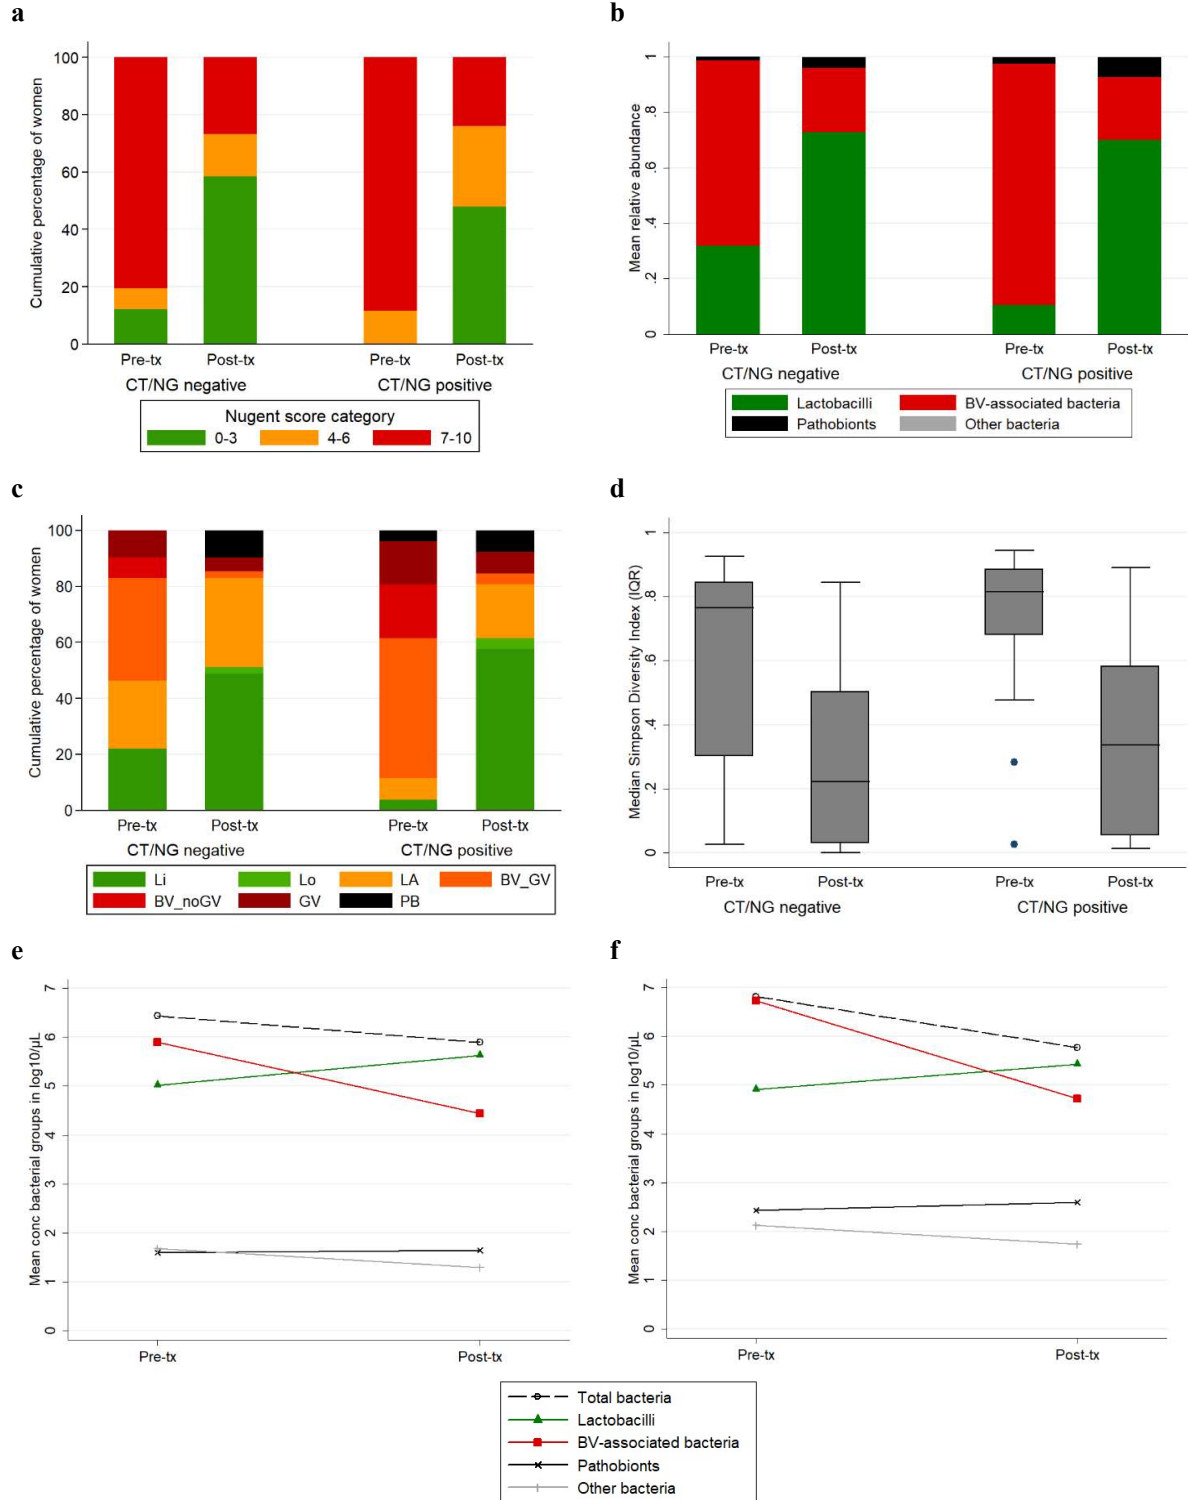 a
b
100
80
60
40
20
0
Cumulative percentage of women
Pre-tx Post-tx Pre-tx Post-tx
CT/NG negative CT/NG positive
Nugent score category
0-3 4-6 7-10
1
.8
.6
.4
.2
0
Mean relative abundance
Pre-tx Post-tx Pre-tx Post-tx
CT/NG negative CT/NG positive
Lactobacilli BV-associated bacteria
Pathobionts Other bacteria
c
d
100
80
60
40
20
0
Cumulative percentage of women
Pre-tx Post-tx Pre-tx Post-tx
CT/NG negative CT/NG positive
Li Lo LA BV_GV
BV_noGV GV PB
1
.8
.6
.4
.2
0
Median Simpson Diversity Index (IQR)
Pre-tx Post-tx Pre-tx Post-tx
CT/NG negative CT/NG positive
e
f
7
6
5
4
3
2
1
0
Mean conc bacterial groups in log10/µL
Pre-tx Post-tx
7
6
5
4
3
2
1
0
Mean conc bacterial groups in log10/µL
Pre-tx Post-tx
Total bacteria
Lactobacilli
BV-associated bacteria
Pathobionts
Other bacteria